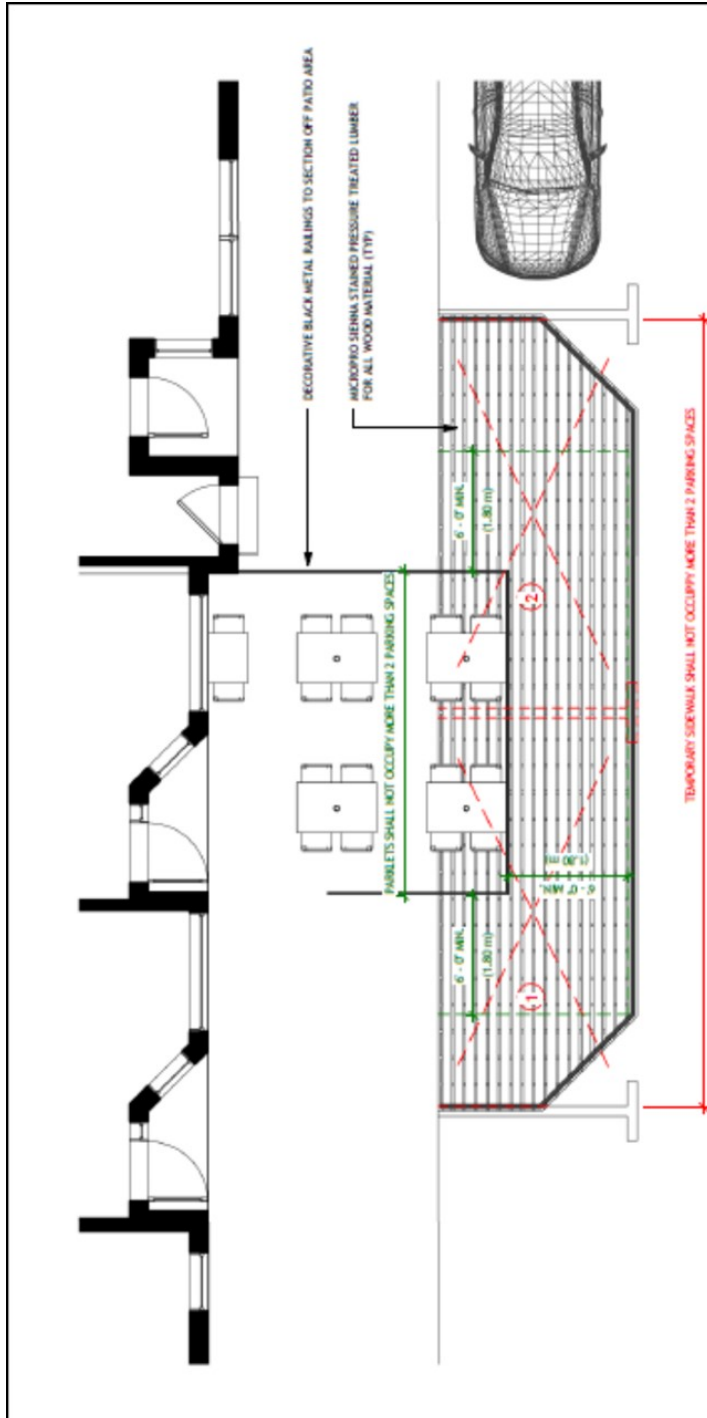 DECORATIVE BLACK METAL RAILINGS TO SECTION OFF PATIO AREA
MICROPRO SIENNA STAINED PRESSURE TREATED LUMBER
FOR ALL WOOD MATERIAL (TYP)
6' - 0" MIN.
(1.80 m)
2
PARKLETS SHALL NOT OCCUPY MORE THAN 2 PARKING SPACES
6' - 0" MIN.
(1.80 m)
6' - 0" MIN.
(1.80 m)
1
TEMPORARY SIDEWALK SHALL NOT OCCUPPY MORE THAN 2 PARKING SPACES